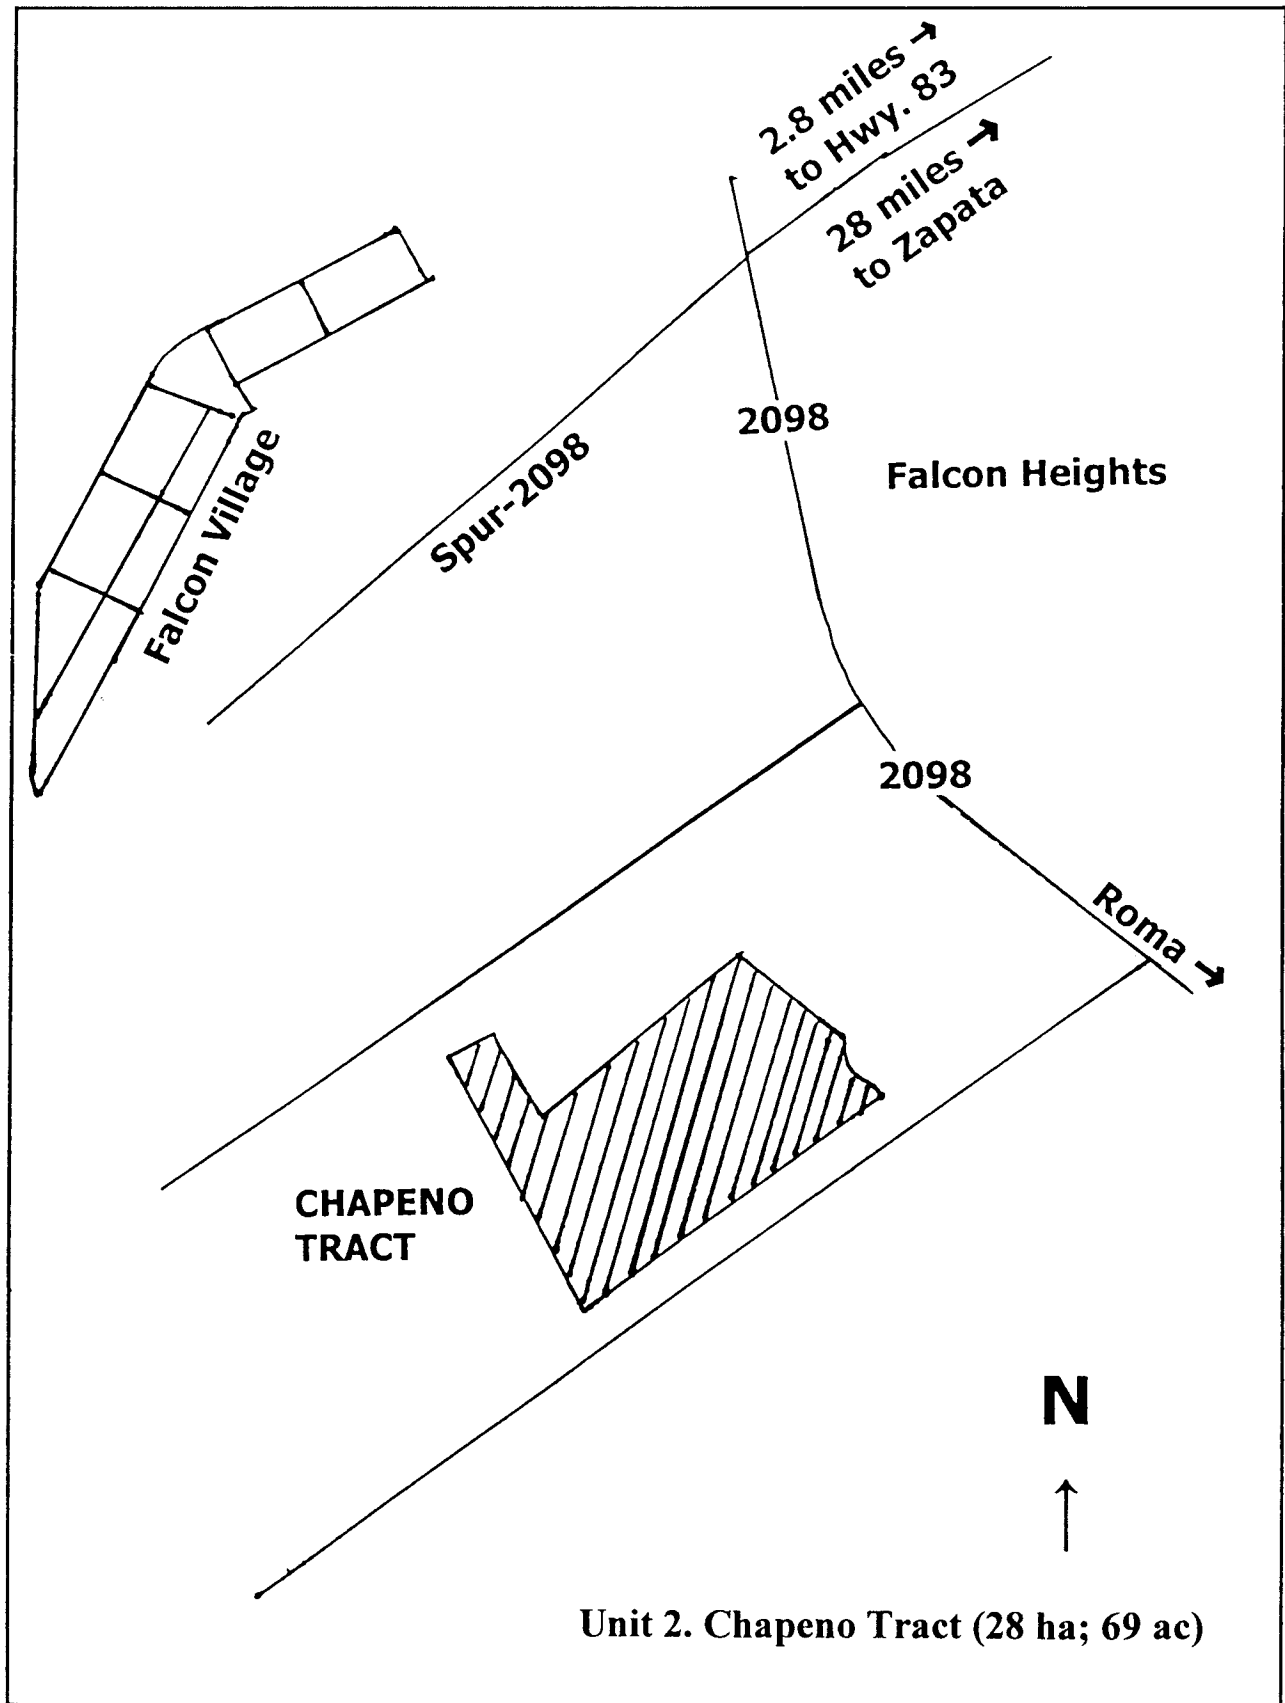 2.8 miles →
to Hwy. 83
28 miles →
to Zapata
2098
Falcon Heights
Spur-2098
Falcon Village
2098
Roma →
CHAPENO
TRACT
N
↑
Unit 2. Chapeno Tract (28 ha; 69 ac)